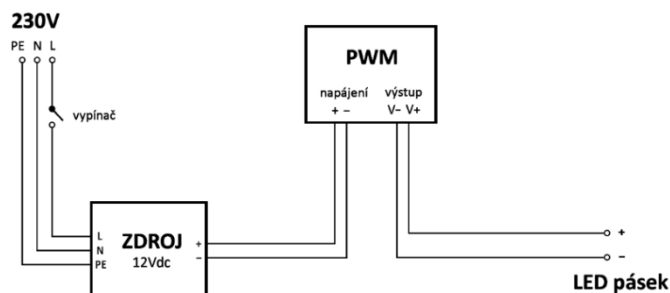 230V
PE N L
vypínač
PWM
napájení výstup
+ − V− V+
L
N
PE
ZDROJ
12Vdc
+
−
+
−
LED pásek